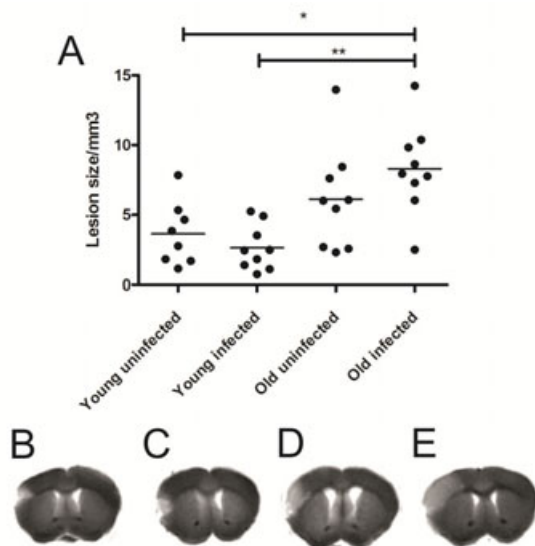 *
**
A
15
10
5
0
Lesion size/mm3
Young uninfected
Young infected
Old uninfected
Old infected
B C D E